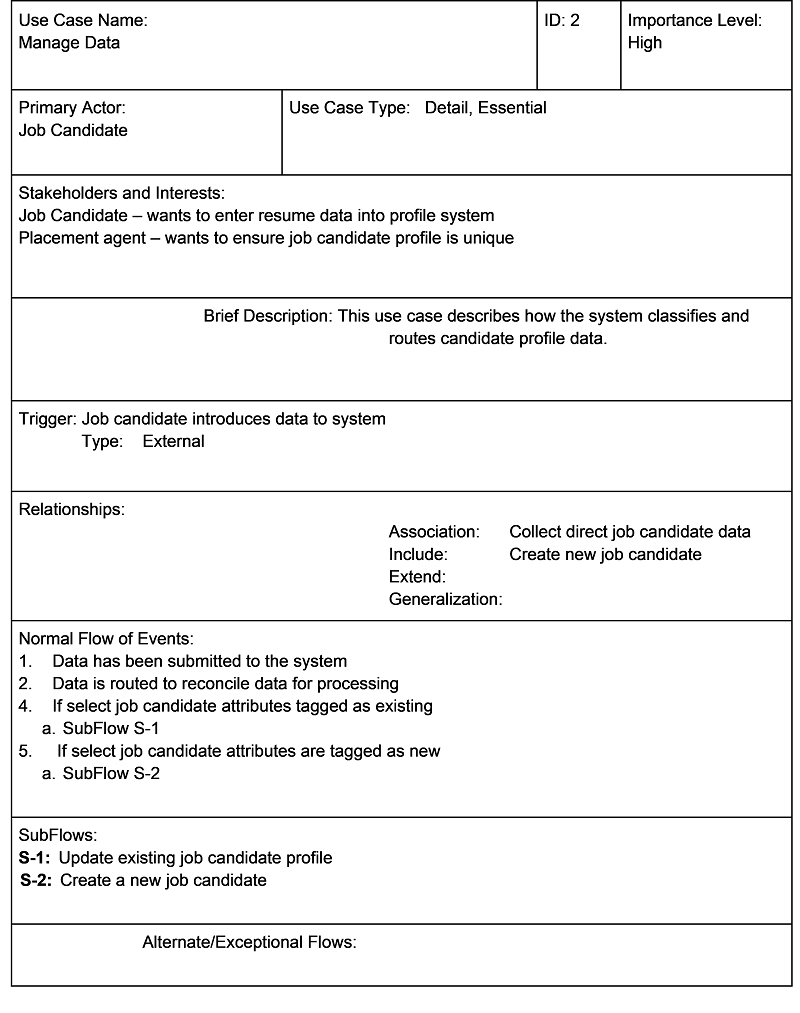 Use Case Name:
Manage Data
ID: 2
Importance Level:
High
Primary Actor:
Job Candidate
Use Case Type: Detail, Essential
Stakeholders and Interests:
Job Candidate – wants to enter resume data into profile system
Placement agent – wants to ensure job candidate profile is unique
Brief Description: This use case describes how the system classifies and
routes candidate profile data.
Trigger: Job candidate introduces data to system
Type: External
Relationships:
Association: Collect direct job candidate data
Include: Create new job candidate
Extend:
Generalization:
Normal Flow of Events:
1. Data has been submitted to the system
2. Data is routed to reconcile data for processing
4. If select job candidate attributes tagged as existing
a. SubFlow S-1
5. If select job candidate attributes are tagged as new
a. SubFlow S-2
SubFlows:
S-1: Update existing job candidate profile
S-2: Create a new job candidate
Alternate/Exceptional Flows: